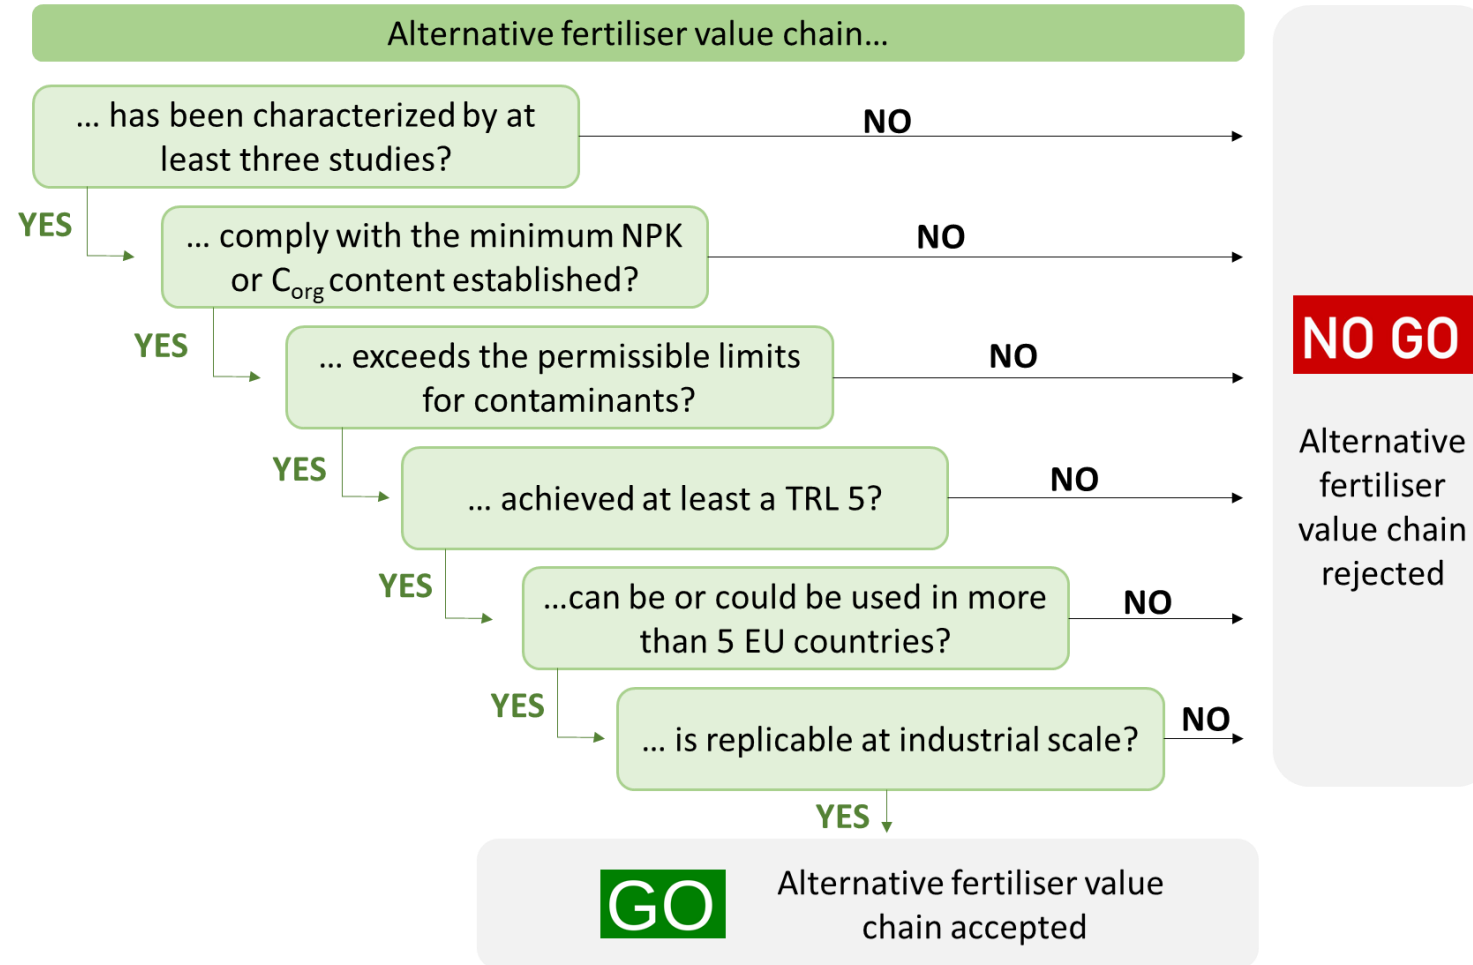 Alternative fertiliser value chain...
... has been characterized by at
least three studies?
NO
YES
... comply with the minimum NPK
or Corg content established?
NO
YES
... exceeds the permissible limits
for contaminants?
NO
YES
... achieved at least a TRL 5?
NO
YES
...can be or could be used in more
than 5 EU countries?
NO
YES
... is replicable at industrial scale?
NO
YES
NO GO
Alternative
fertiliser
value chain
rejected
GO
Alternative fertiliser value
chain accepted